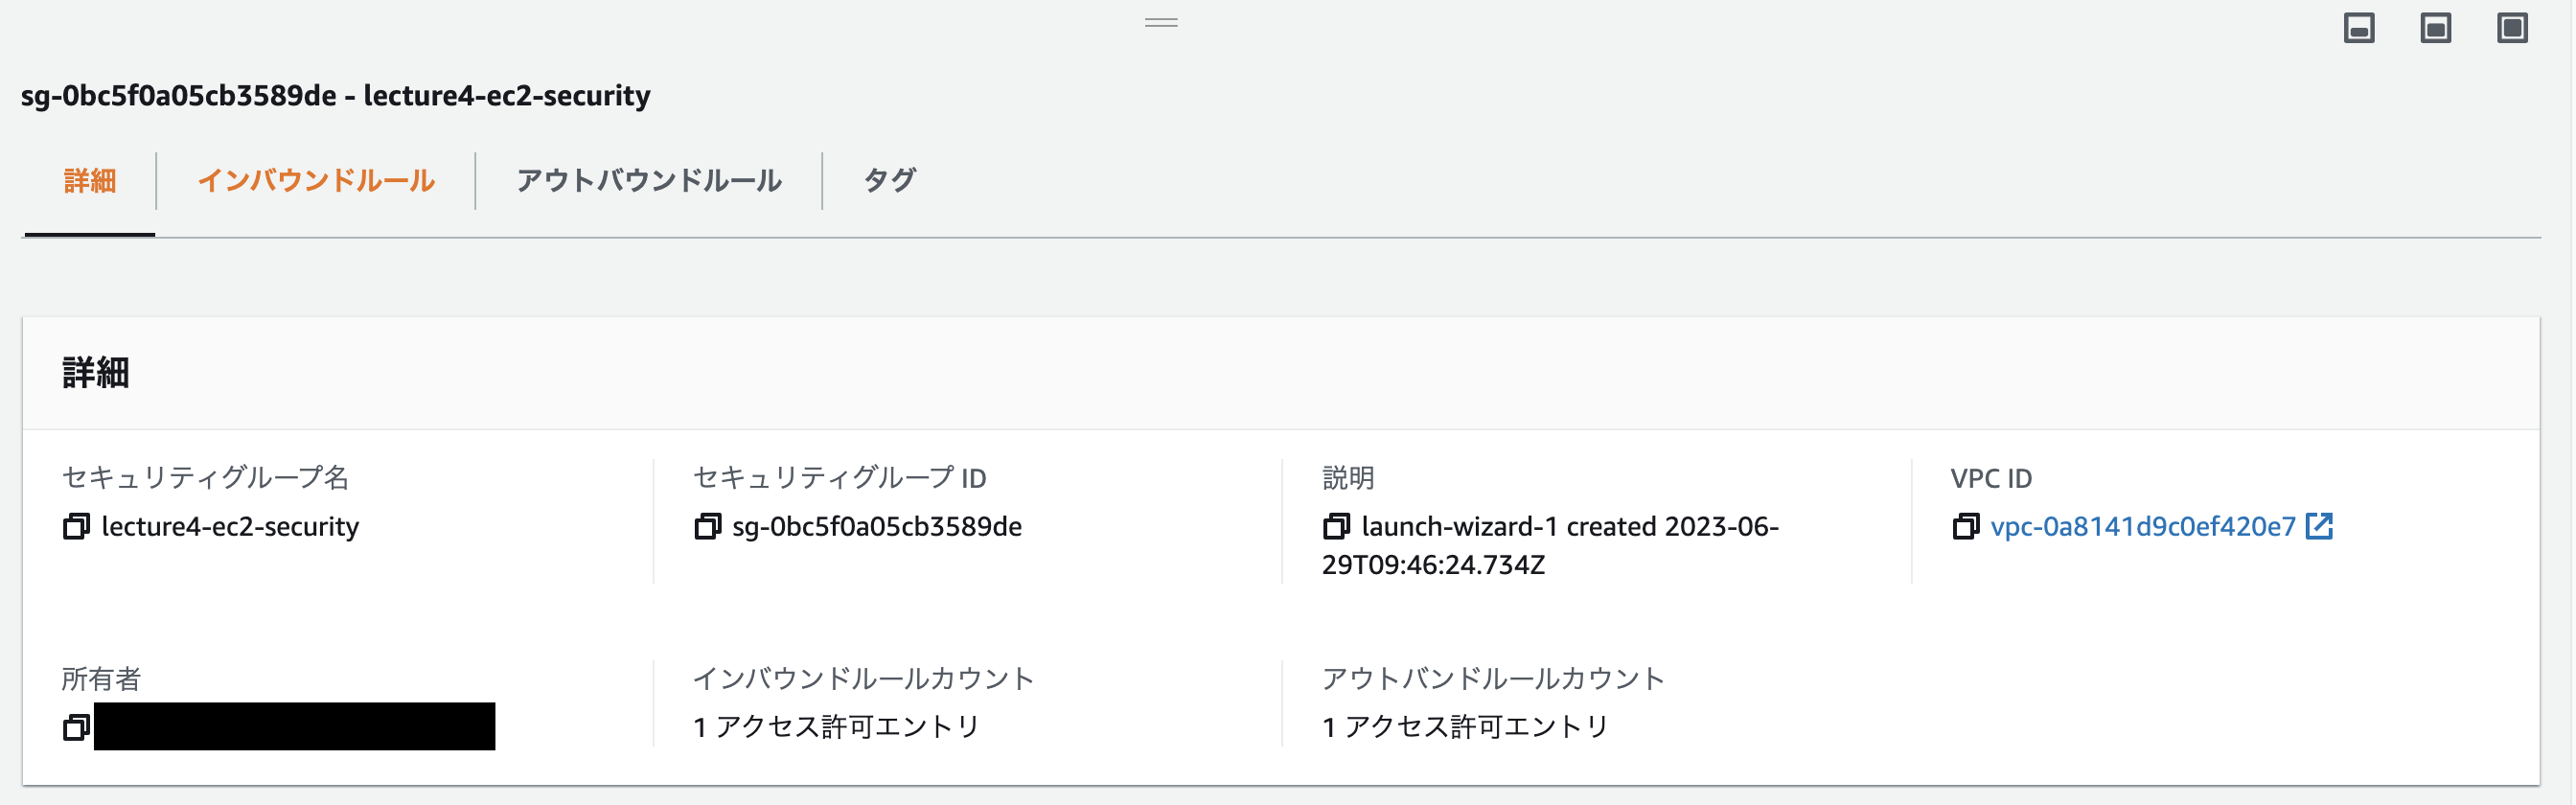 sg-0bc5f0a05cb3589de - lecture4-ec2-security
詳細
インバウンドルール
アウトバウンドルール
タグ
詳細
セキュリティグループ名
lecture4-ec2-security
セキュリティグループ ID
sg-0bc5f0a05cb3589de
説明
launch-wizard-1 created 2023-06-
29T09:46:24.734Z
VPC ID
vpc-0a8141d9c0ef420e7
所有者
インバウンドルールカウント
1 アクセス許可エントリ
アウトバンドルールカウント
1 アクセス許可エントリ